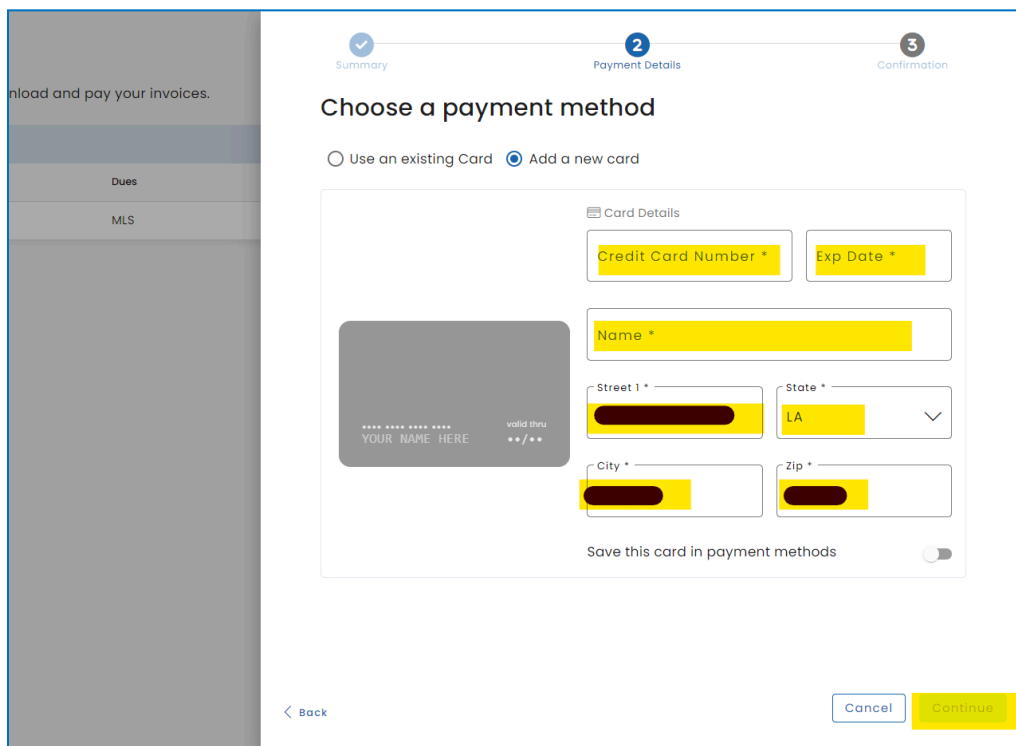 2
3
Summary
Payment Details
Confirmation
nload and pay your invoices.
Choose a payment method
Use an existing Card
Add a new card
Dues
MLS
Card Details
Credit Card Number *
Exp Date *
Name *
•••• •••• •••• ••••
valid thru
YOUR NAME HERE
••/••
Street 1 *
State *
LA
City *
Zip *
Save this card in payment methods
Back
Cancel
Continue